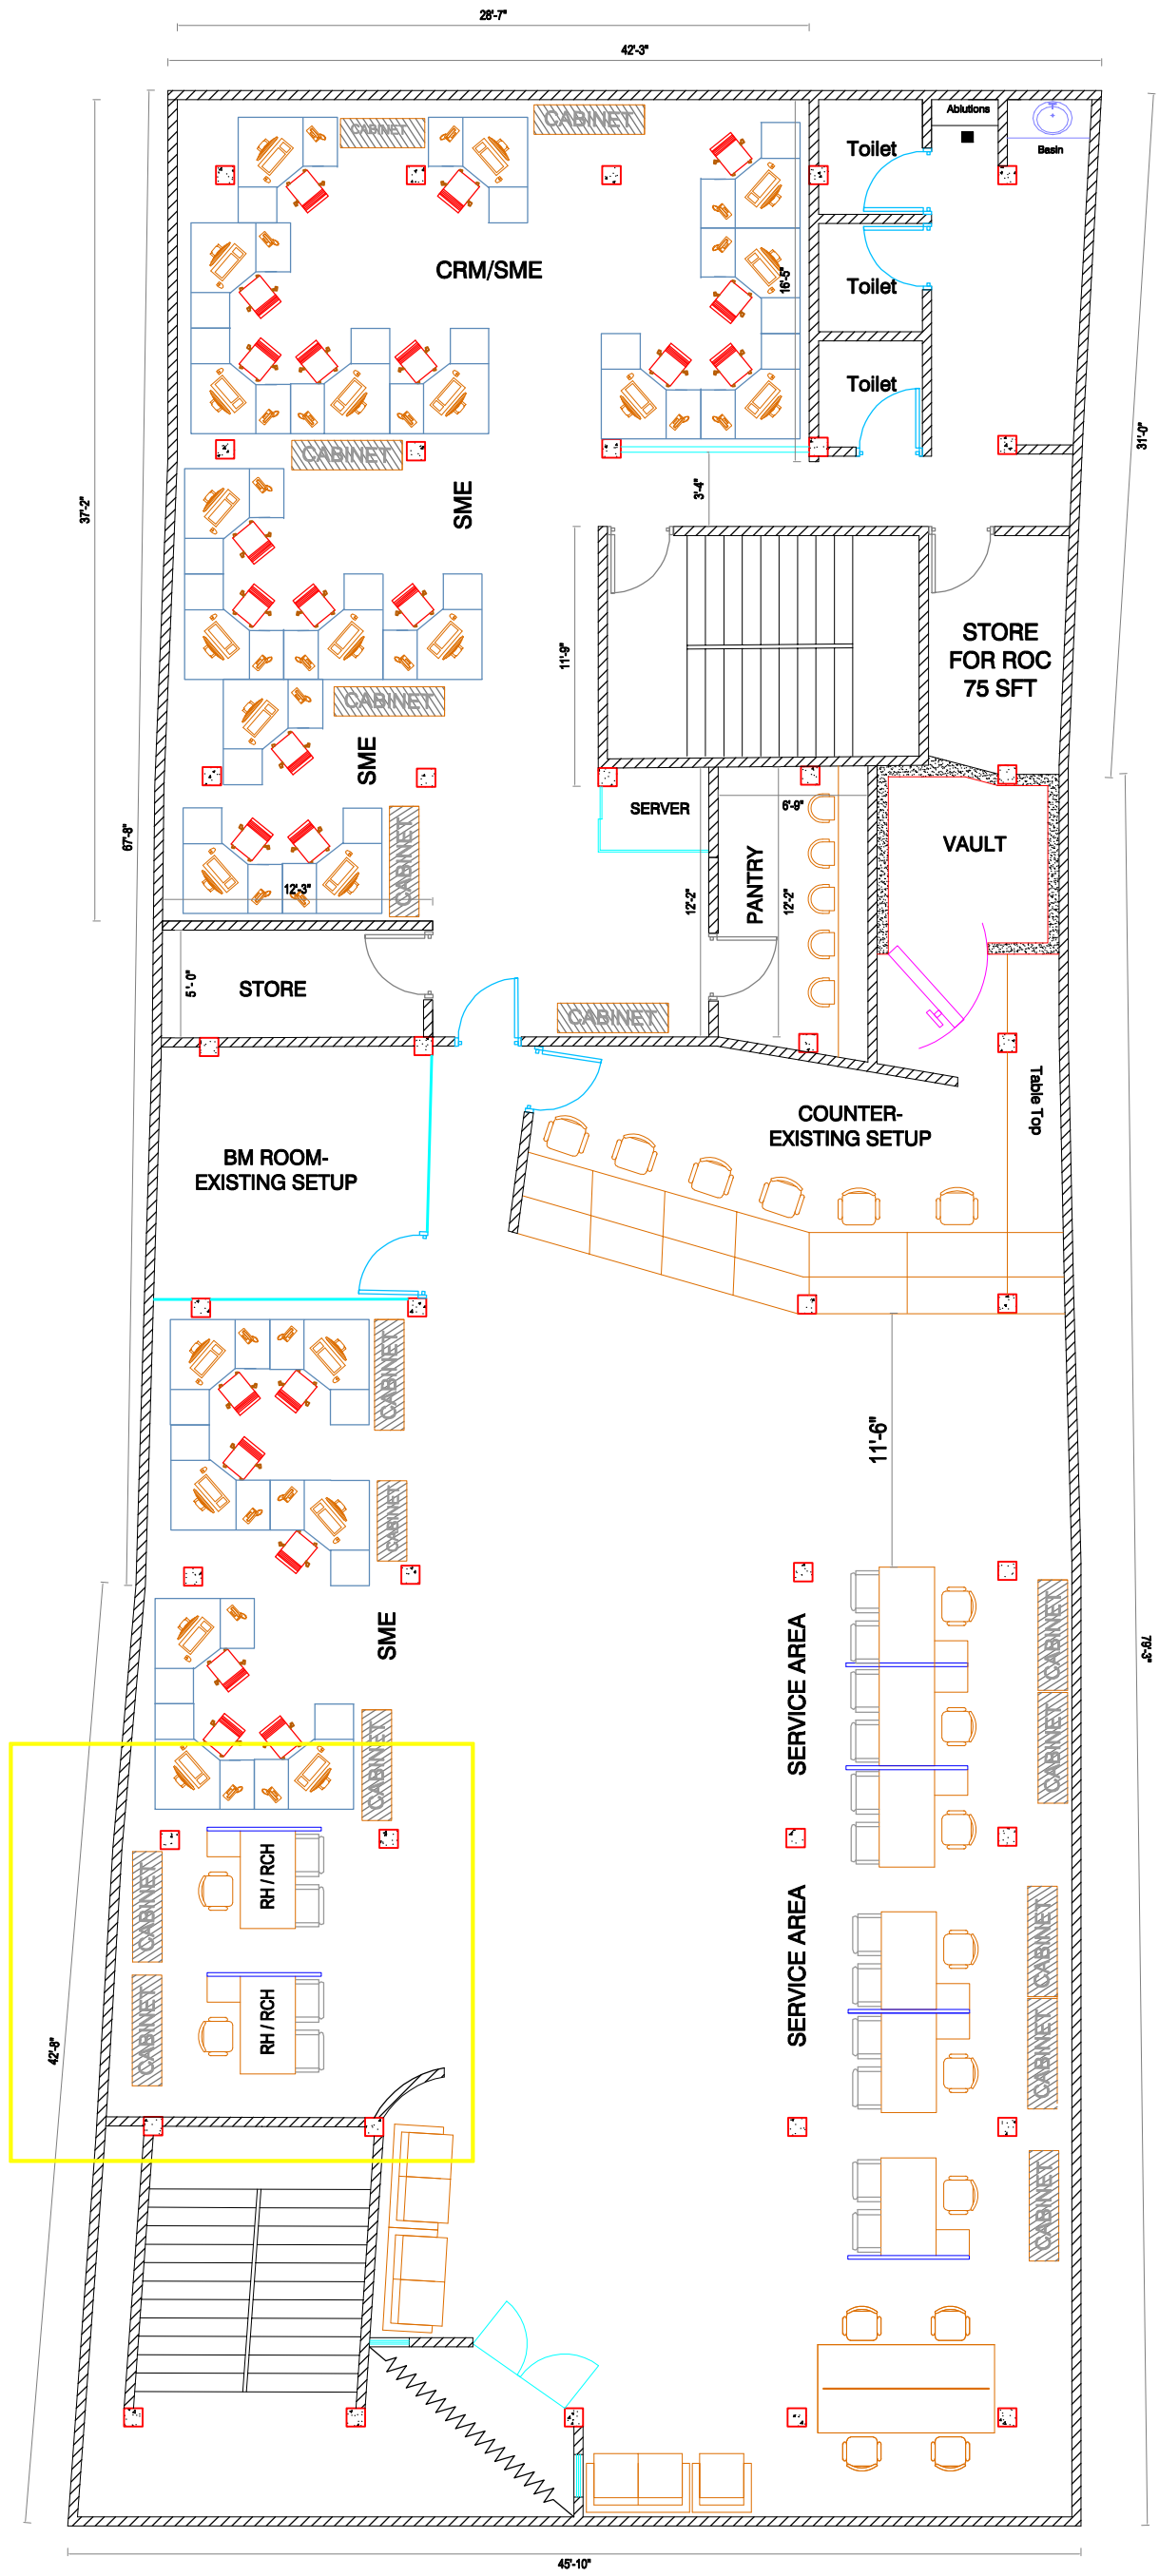 28'-7"
42'-3"
Ablutions
CABINET
CABINET
Toilet
Basin
CRM/SME
16'-5"
Toilet
Toilet
31'-0"
CABINET
SME
3'-4"
37'-2"
STORE
FOR ROC
75 SFT
11'-9"
CABINET
SME
SERVER
6'-9"
VAULT
67'-8"
CABINET
PANTRY
12'-3"
12'-2"
12'-2"
STORE
5'-0"
CABINET
Table Top
COUNTER-
EXISTING SETUP
BM ROOM-
EXISTING SETUP
CABINET
11'-6"
CABINET
SME
SERVICE AREA
CABINET
79'-3"
CABINET
CABINET
RH / RCH
CABINET
SERVICE AREA
CABINET
RH / RCH
CABINET
CABINET
42'-8"
CABINET
45'-10"